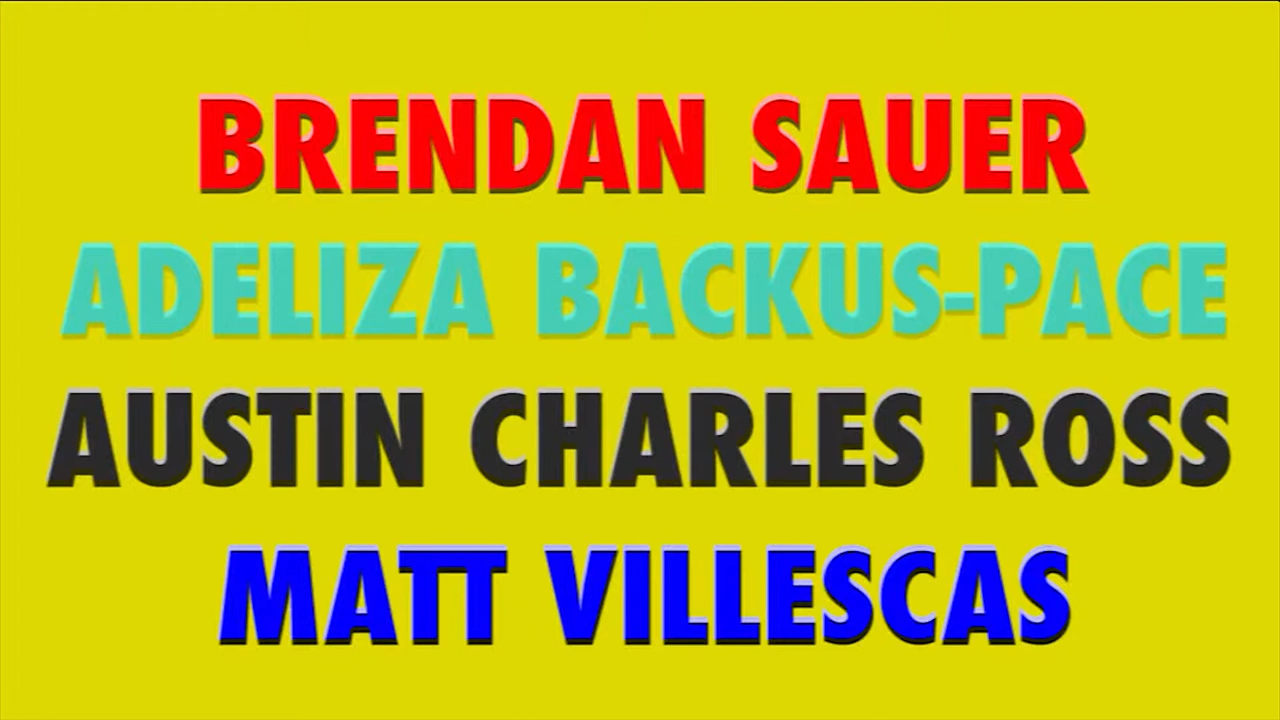 BRENDAN SAUER
ADELIZA BACKUS-PACE
AUSTIN CHARLES ROSS
MATT VILLESCAS